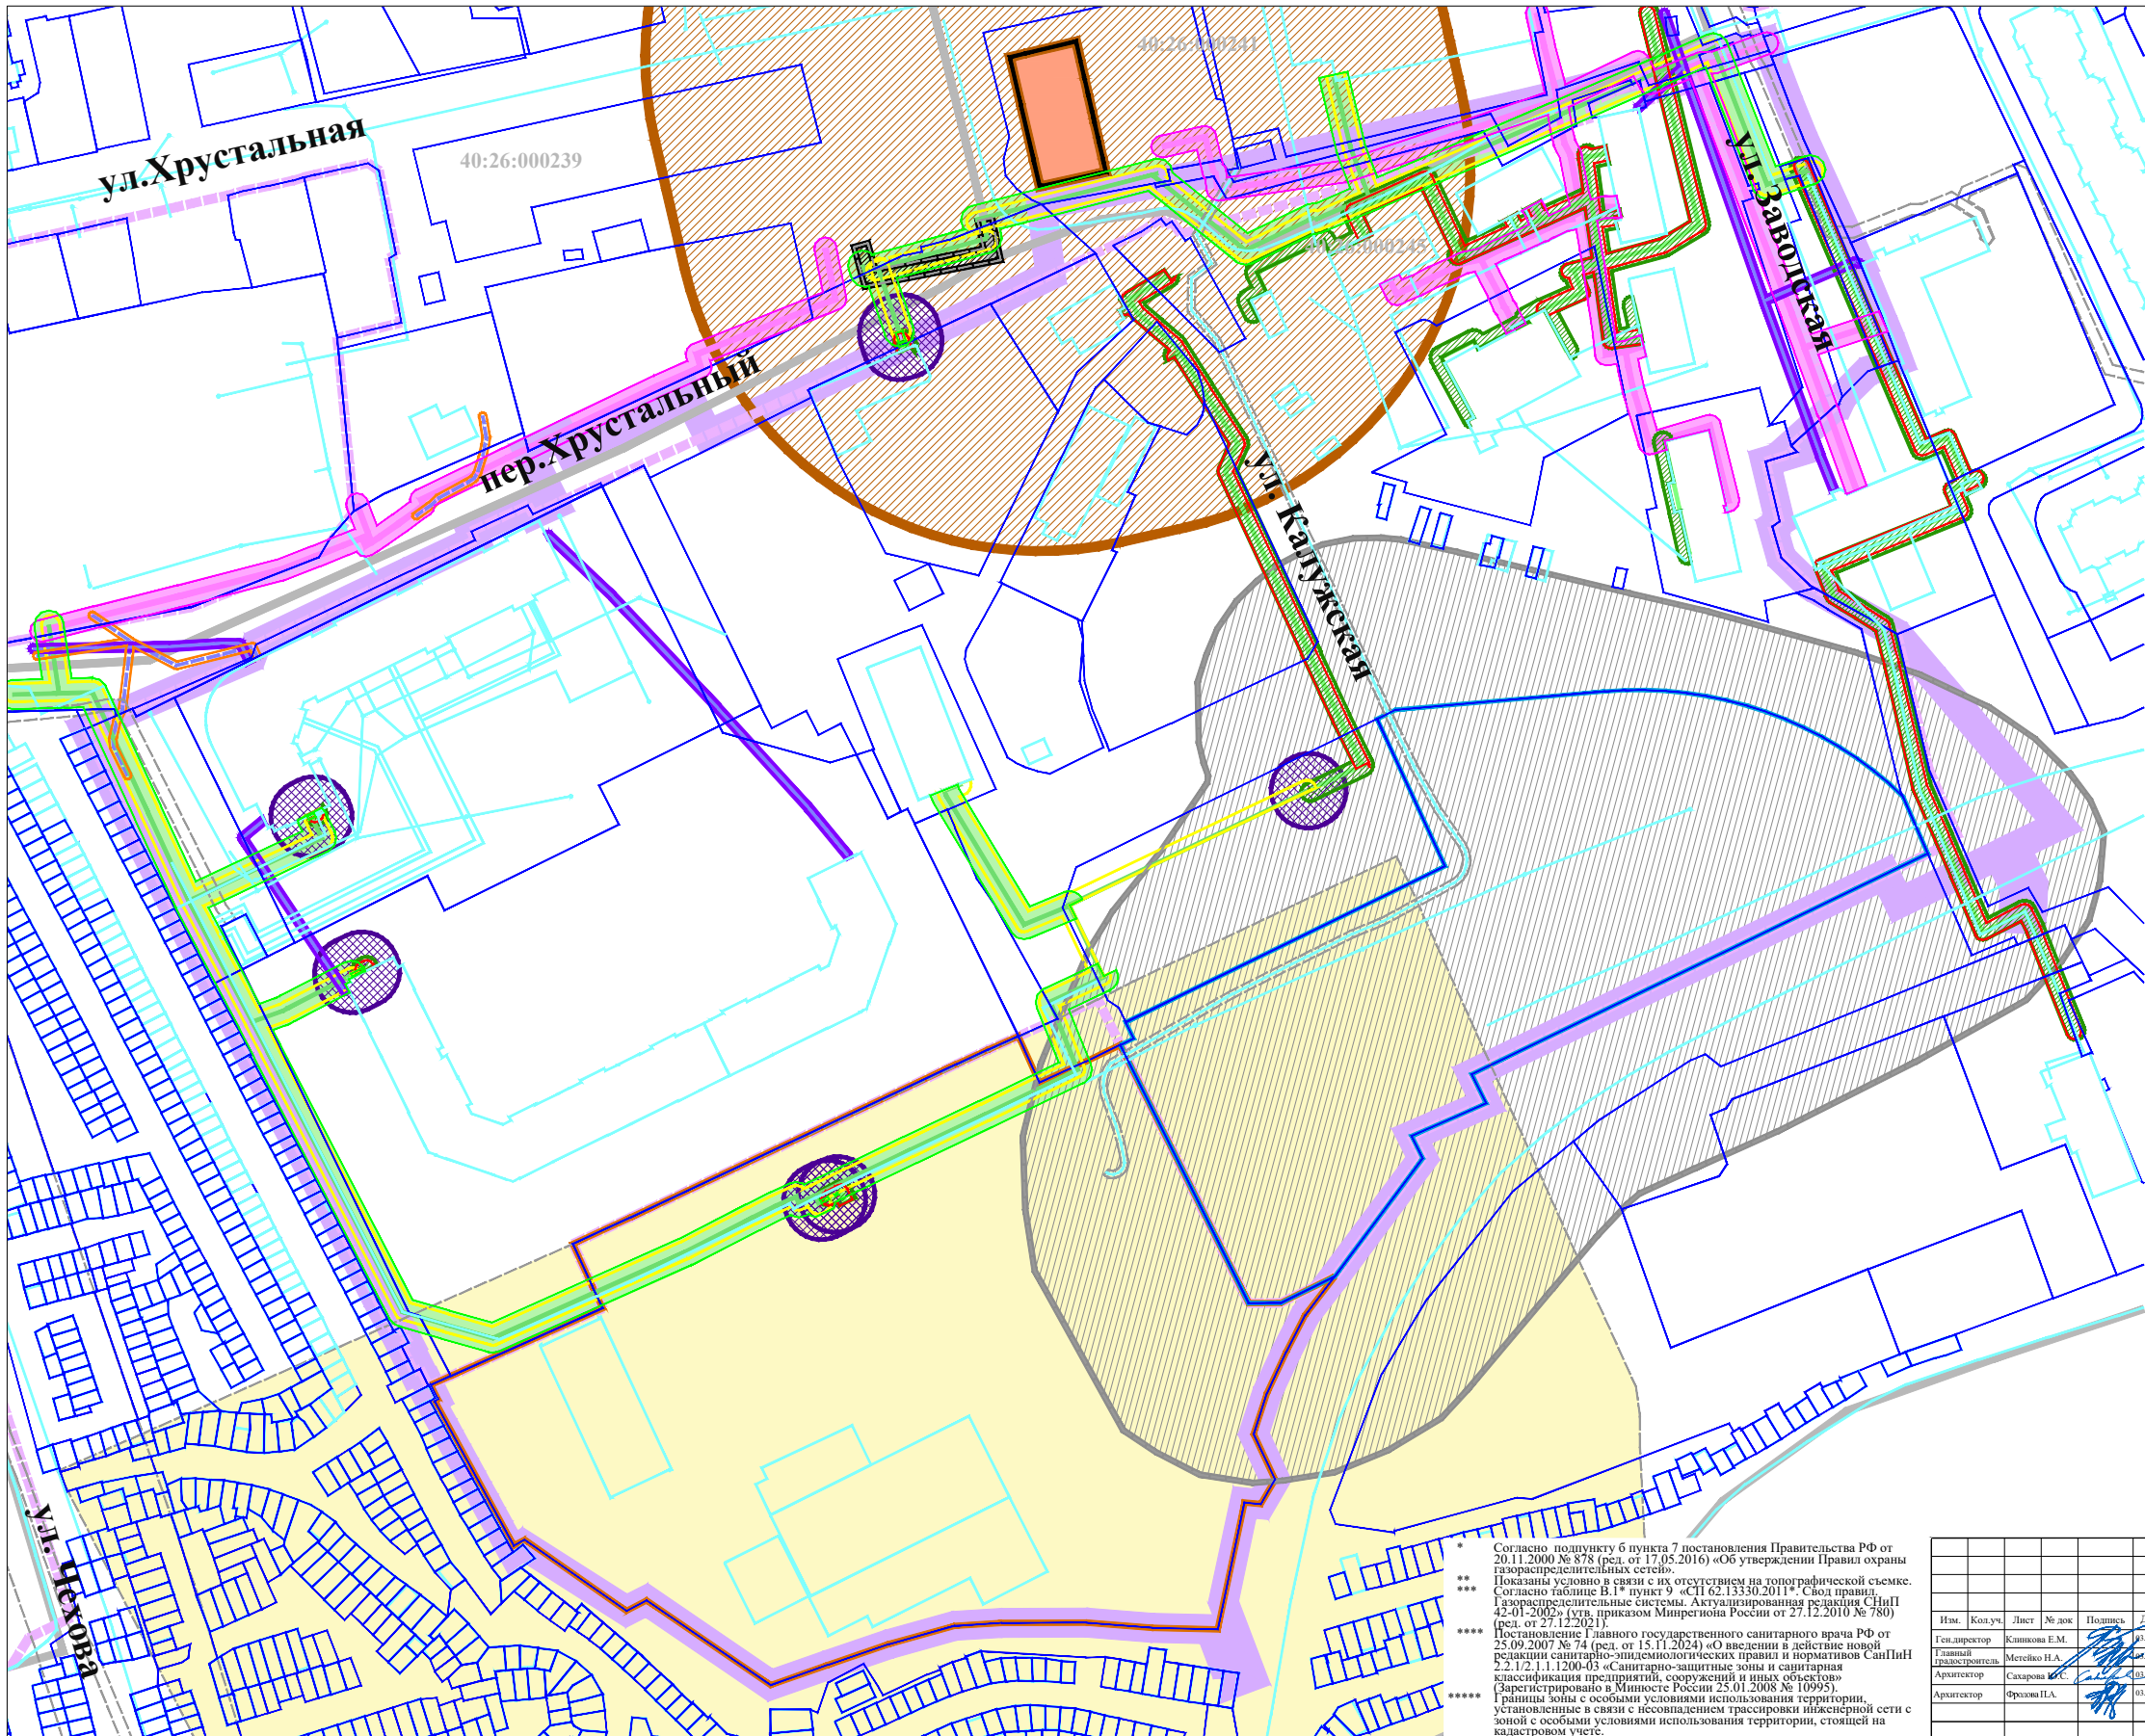 40:26:000241
ул.Хрустальная
40:26:000239
ул.Заводская
40:26:000245
пер.Хрустальный
ул. Калужская
ул. Чехова
* Согласно подпункту б пункта 7 постановления Правительства РФ от
20.11.2000 № 878 (ред. от 17.05.2016) «Об утверждении Правил охраны
газораспределительных сетей».
** Показаны условно в связи с их отсутствием на топографической съемке.
*** Согласно таблице В.1* пункт 9 «СП 62.13330.2011*. Свод правил.
Газораспределительные системы. Актуализированная редакция СНиП
42-01-2002» (утв. приказом Минрегиона России от 27.12.2010 № 780)
(ред. от 27.12.2021).
**** Постановление Главного государственного санитарного врача РФ от
25.09.2007 № 74 (ред. от 15.11.2024) «О введении в действие новой
редакции санитарно-эпидемиологических правил и нормативов СанПиН
2.2.1/2.1.1.1200-03 «Санитарно-защитные зоны и санитарная
классификация предприятий, сооружений и иных объектов»
(Зарегистрировано в Минюсте России 25.01.2008 № 10995).
***** Границы зоны с особыми условиями использования территории,
установленные в связи с несовпадением трассировки инженерной сети с
зоной с особыми условиями использования территории, стоящей на
кадастровом учете.
Изм. Кол.уч. Лист № док Подпись
Ген.директор Клинкова Е.М. 03.
Главный
градостроитель Метейко Н.А. 03.
Архитектор Сахарова Ю.С. 03.
Архитектор Фролова П.А. 03.